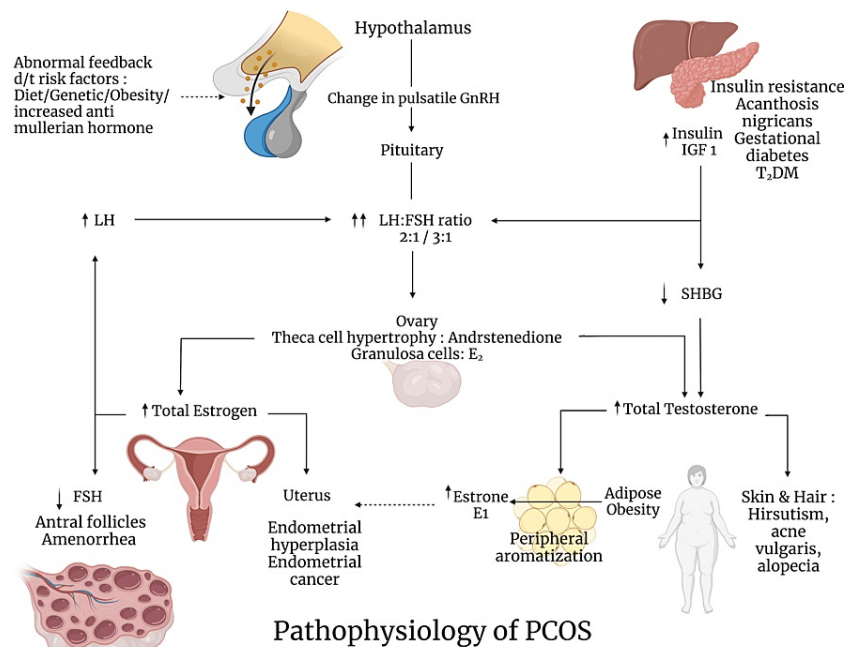 Hypothalamus
Abnormal feedback
d/t risk factors :
Diet/Genetic/Obesity/
increased anti
mullerian hormone
Change in pulsatile GnRH
Pituitary
Insulin resistance
Acanthosis
nigricans
Gestational
diabetes
T₂DM
↑ Insulin
IGF 1
↑ LH
↑↑ LH:FSH ratio
2:1 / 3:1
↓ SHBG
Ovary
Theca cell hypertrophy : Andrstenedione
Granulosa cells: E₂
↑ Total Estrogen
↑ Total Testosterone
↓ FSH
Antral follicles
Amenorrhea
Uterus
Endometrial
hyperplasia
Endometrial
cancer
↑ Estrone
E1
Peripheral
aromatization
Adipose
Obesity
Skin & Hair :
Hirsutism,
acne
vulgaris,
alopecia
Pathophysiology of PCOS